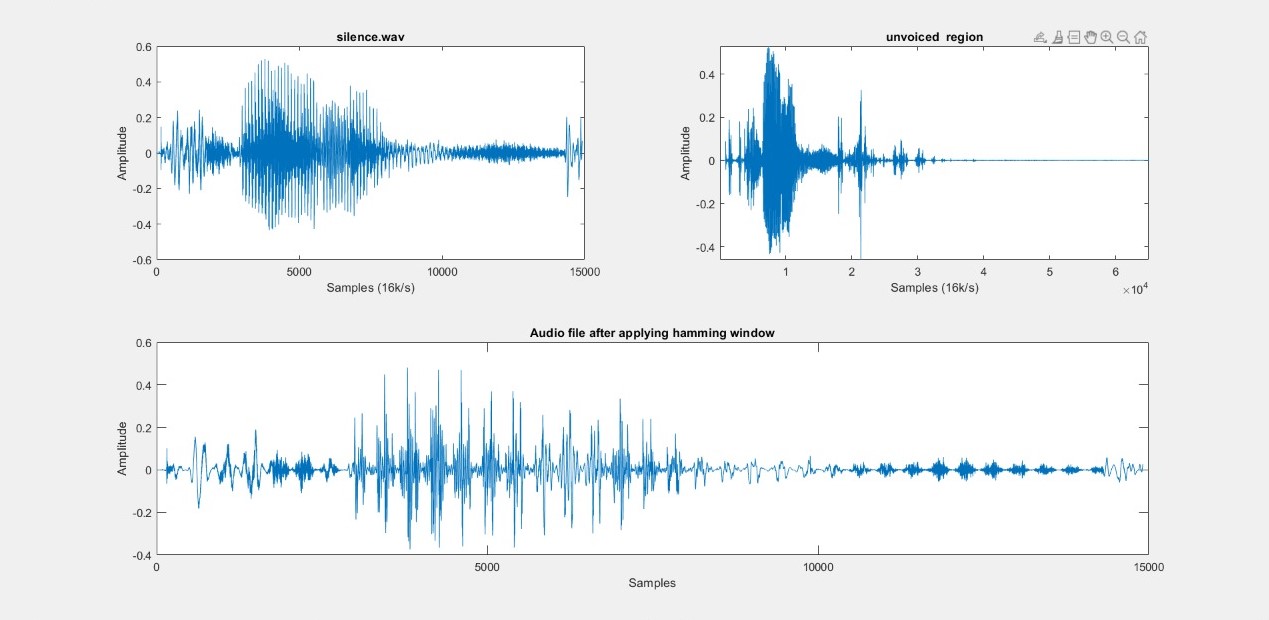 silence.wav
0.6
0.4
0.2
0
-0.2
-0.4
-0.6
Amplitude
0 5000 10000 15000
Samples (16k/s)
unvoiced  region
0.4
0.2
0
-0.2
-0.4
Amplitude
1 2 3 4 5 6
Samples (16k/s)
×10⁴
Audio file after applying hamming window
0.6
0.4
0.2
0
-0.2
-0.4
Amplitude
0 5000 10000 15000
Samples